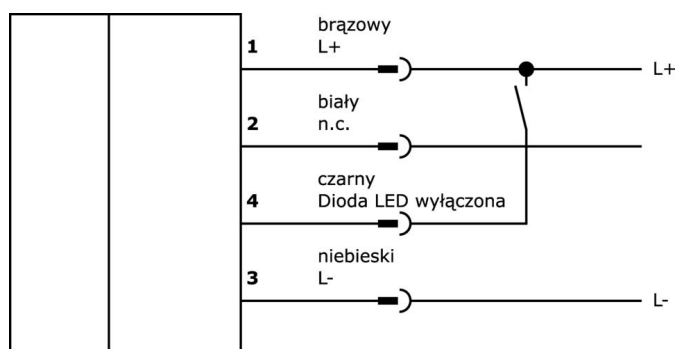 brązowy
1 L+
L+
biały
2 n.c.
czarny
4 Dioda LED wyłączona
niebieski
3 L-
L-